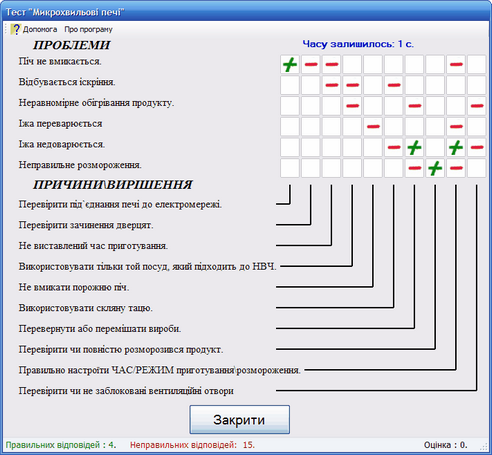 Тест "Микрохвильові печі"
Допомога Про програму
ПРОБЛЕМИ
Часу залишилось: 1 с.
Піч не вмикається.
Відбувається іскріння.
Неравномірне обігрівання продукту.
Їжа переварюється
Їжа недоварюється.
Неправильне розмороження.
ПРИЧИНИ\ВИРІШЕННЯ
Перевірити під`єднання печі до електромережі.
Перевірити зачинення дверцят.
Не виставлений час приготування.
Використовувати тільки той посуд, який підходить до НВЧ.
Не вмикати порожню піч.
Використовувати скляну тацю.
Перевернути або перемішати вироби.
Перевірити чи повністю розморозився продукт.
Правильно настроїти ЧАС/РЕЖИМ приготування\розмороження.
Перевірити чи не заблоковані вентиляційні отвори
Закрити
Правильних відповідей : 4. Неправильних відповідей: 15. Оцінка : 0.